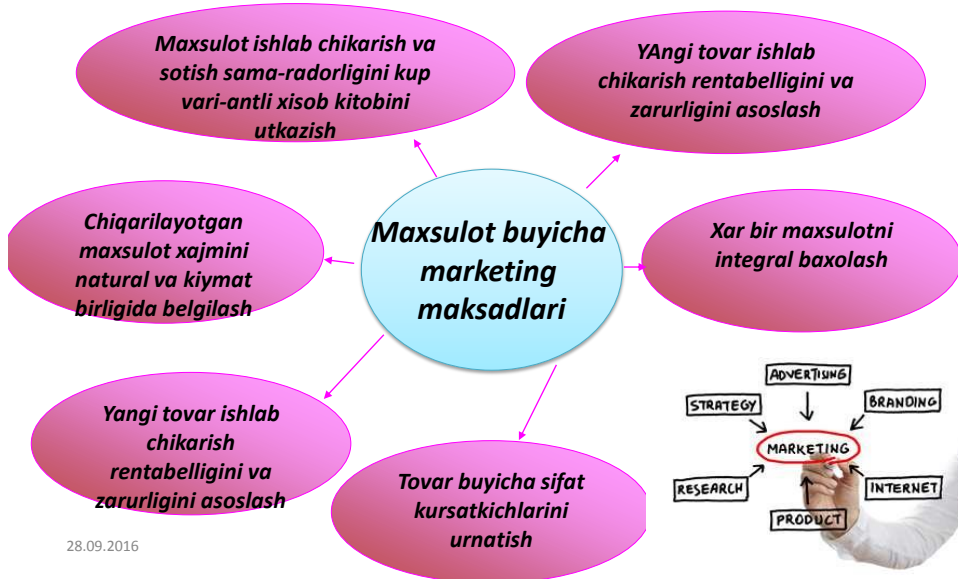 Maxsulot ishlab chikarish va
sotish sama-radorligini kup
vari-antli xisob kitobini
utkazish
YAngi tovar ishlab
chikarish rentabelligini va
zarurligini asoslash
Chiqarilayotgan
maxsulot xajmini
natural va kiymat
birligida belgilash
Maxsulot buyicha
marketing
maksadlari
Xar bir maxsulotni
integral baxolash
Yangi tovar ishlab
chikarish
rentabelligini va
zarurligini asoslash
Tovar buyicha sifat
kursatkichlarini
urnatish
ADVERTISING
STRATEGY
BRANDING
MARKETING
RESEARCH
INTERNET
PRODUCT
28.09.2016